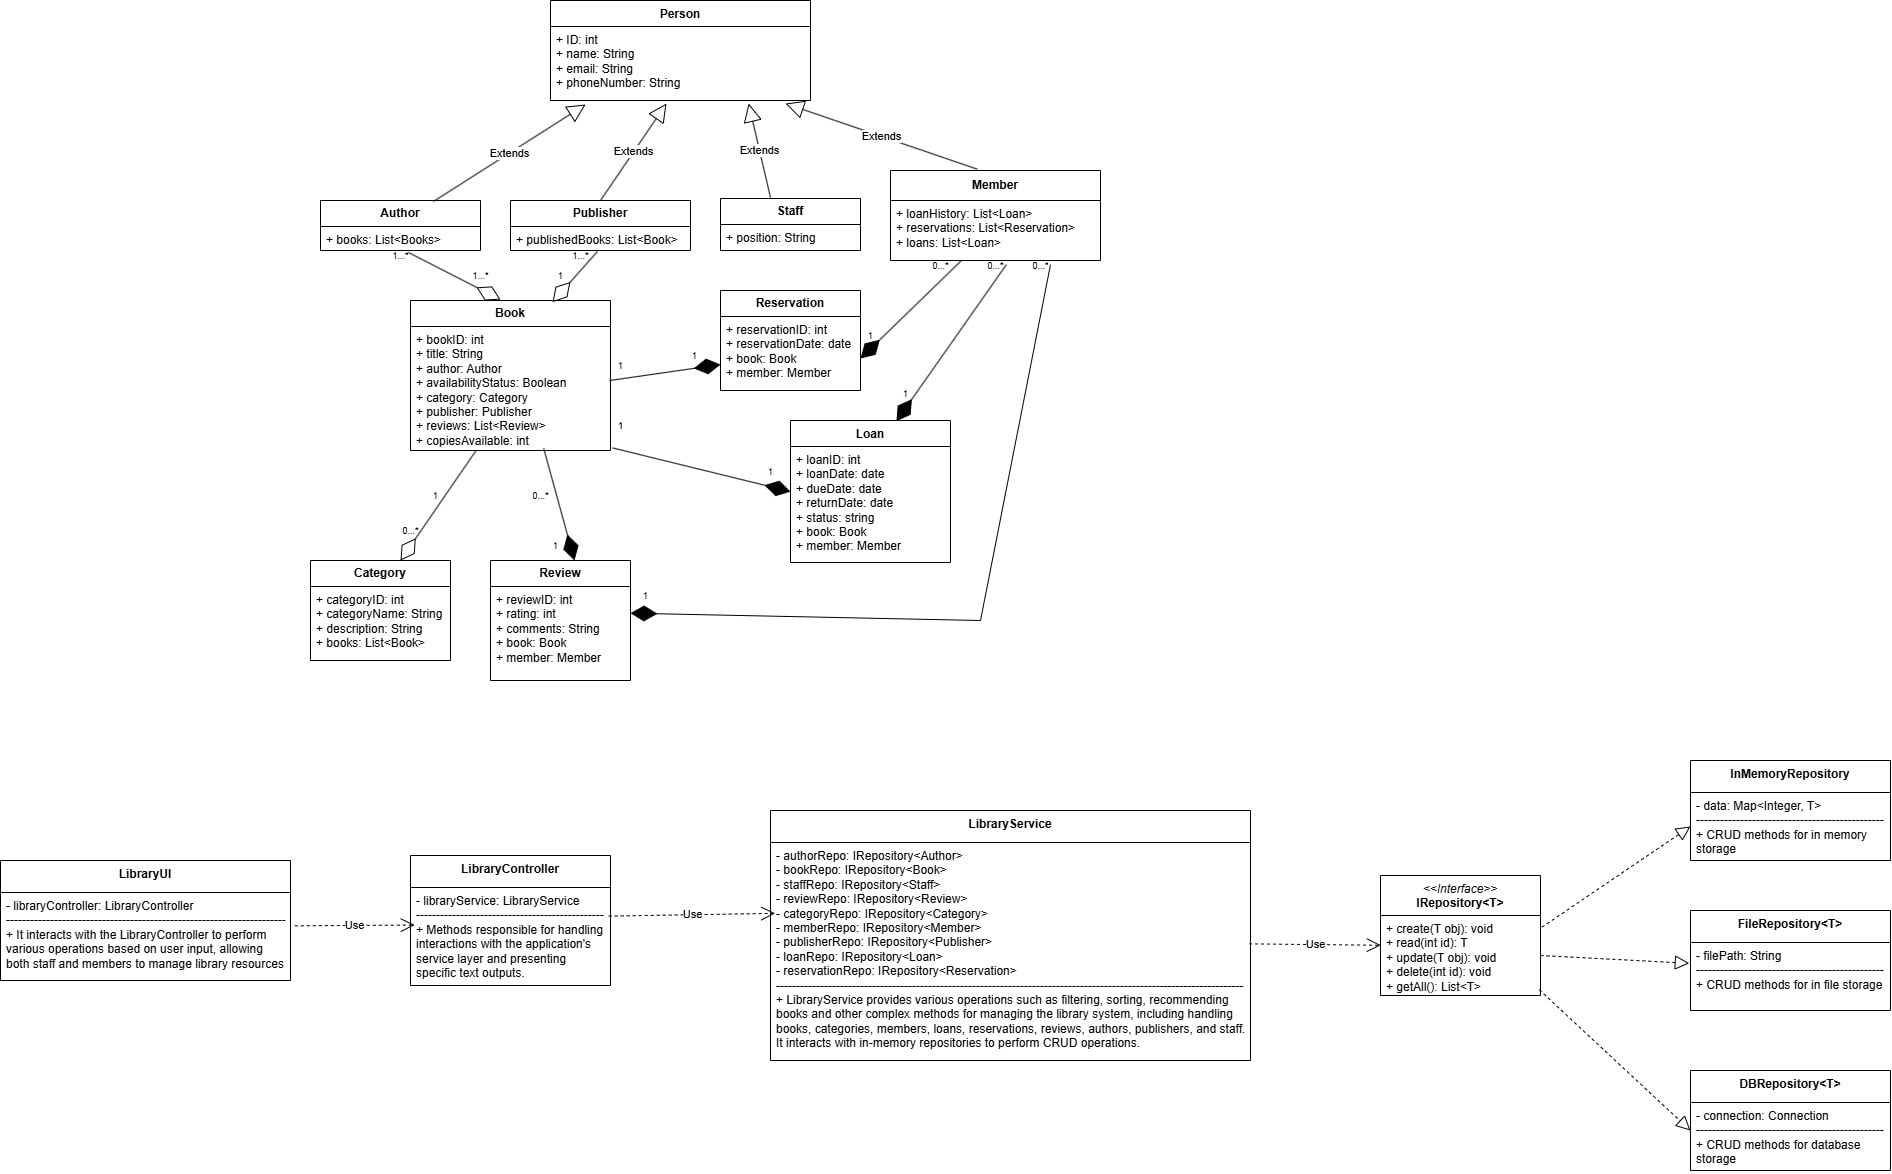 Person
+ ID: int
+ name: String
+ email: String
+ phoneNumber: String
Extends
Extends
Extends
Extends
Author
+ books: List<Books>
Publisher
+ publishedBooks: List<Book>
Staff
+ position: String
Member
+ loanHistory: List<Loan>
+ reservations: List<Reservation>
+ loans: List<Loan>
1...*
1...*
0...*
0...*
0...*
1...*
1
Book
+ bookID: int
+ title: String
+ author: Author
+ availabilityStatus: Boolean
+ category: Category
+ publisher: Publisher
+ reviews: List<Review>
+ copiesAvailable: int
Reservation
+ reservationID: int
+ reservationDate: date
+ book: Book
+ member: Member
1
1
1
1
1
1
Loan
+ loanID: int
+ loanDate: date
+ dueDate: date
+ returnDate: date
+ status: string
+ book: Book
+ member: Member
1
0...*
0...*
1
1
Category
+ categoryID: int
+ categoryName: String
+ description: String
+ books: List<Book>
Review
+ reviewID: int
+ rating: int
+ comments: String
+ book: Book
+ member: Member
LibraryUI
- libraryController: LibraryController
+ It interacts with the LibraryController to perform
various operations based on user input, allowing
both staff and members to manage library resources
Use
LibraryController
- libraryService: LibraryService
+ Methods responsible for handling
interactions with the application's
service layer and presenting
specific text outputs.
Use
LibraryService
- authorRepo: IRepository<Author>
- bookRepo: IRepository<Book>
- staffRepo: IRepository<Staff>
- reviewRepo: IRepository<Review>
- categoryRepo: IRepository<Category>
- memberRepo: IRepository<Member>
- publisherRepo: IRepository<Publisher>
- loanRepo: IRepository<Loan>
- reservationRepo: IRepository<Reservation>
+ LibraryService provides various operations such as filtering, sorting, recommending
books and other complex methods for managing the library system, including handling
books, categories, members, loans, reservations, reviews, authors, publishers, and staff.
It interacts with in-memory repositories to perform CRUD operations.
Use
<<Interface>>
IRepository<T>
+ create(T obj): void
+ read(int id): T
+ update(T obj): void
+ delete(int id): void
+ getAll(): List<T>
InMemoryRepository
- data: Map<Integer, T>
+ CRUD methods for in memory
storage
FileRepository<T>
- filePath: String
+ CRUD methods for in file storage
DBRepository<T>
- connection: Connection
+ CRUD methods for database
storage